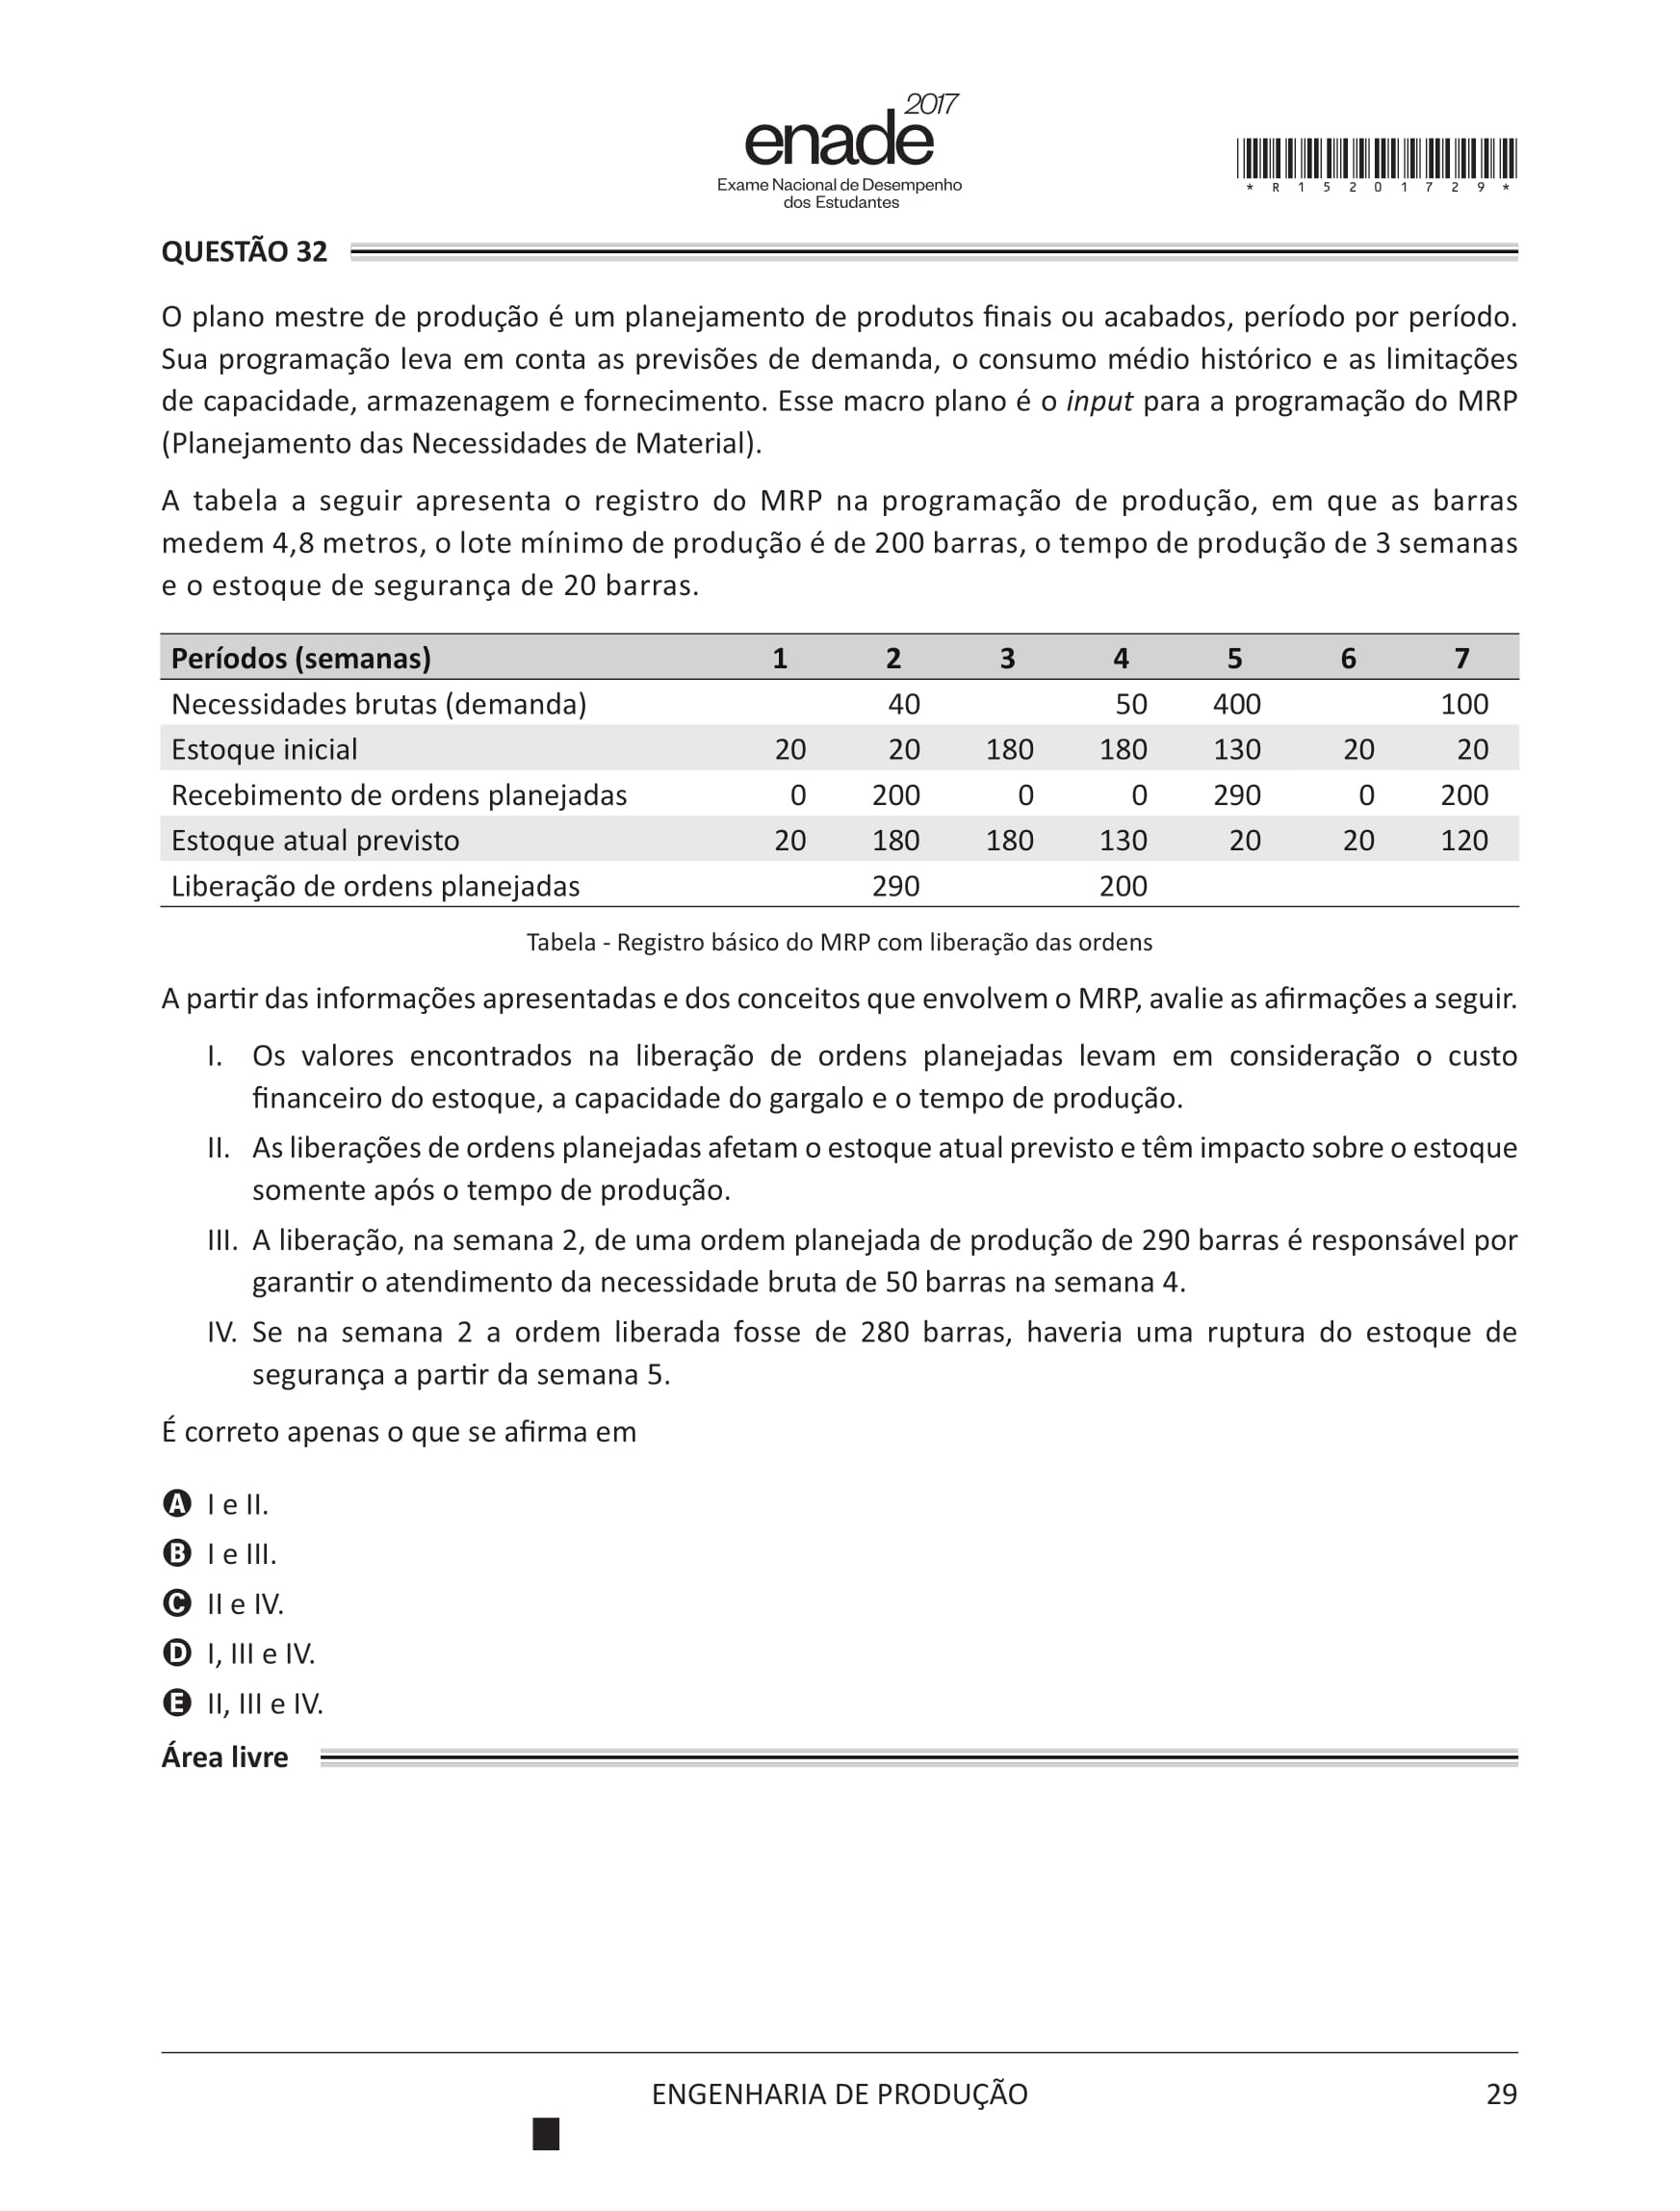 2017
enade
Exame Nacional de Desempenho
dos Estudantes
* R 1 5 2 0 1 7 2 9 *
QUESTÃO 32
O plano mestre de produção é um planejamento de produtos finais ou acabados, período por período.
Sua programação leva em conta as previsões de demanda, o consumo médio histórico e as limitações
de capacidade, armazenagem e fornecimento. Esse macro plano é o input para a programação do MRP
(Planejamento das Necessidades de Material).
A tabela a seguir apresenta o registro do MRP na programação de produção, em que as barras
medem 4,8 metros, o lote mínimo de produção é de 200 barras, o tempo de produção de 3 semanas
e o estoque de segurança de 20 barras.
Períodos (semanas) 1 2 3 4 5 6 7
Necessidades brutas (demanda) 40 50 400 100
Estoque inicial 20 20 180 180 130 20 20
Recebimento de ordens planejadas 0 200 0 0 290 0 200
Estoque atual previsto 20 180 180 130 20 20 120
Liberação de ordens planejadas 290 200
Tabela - Registro básico do MRP com liberação das ordens
A partir das informações apresentadas e dos conceitos que envolvem o MRP, avalie as afirmações a seguir.
I. Os valores encontrados na liberação de ordens planejadas levam em consideração o custo
financeiro do estoque, a capacidade do gargalo e o tempo de produção.
II. As liberações de ordens planejadas afetam o estoque atual previsto e têm impacto sobre o estoque
somente após o tempo de produção.
III. A liberação, na semana 2, de uma ordem planejada de produção de 290 barras é responsável por
garantir o atendimento da necessidade bruta de 50 barras na semana 4.
IV. Se na semana 2 a ordem liberada fosse de 280 barras, haveria uma ruptura do estoque de
segurança a partir da semana 5.
É correto apenas o que se afirma em
A I e II.
B I e III.
C II e IV.
D I, III e IV.
E II, III e IV.
Área livre
ENGENHARIA DE PRODUÇÃO
29